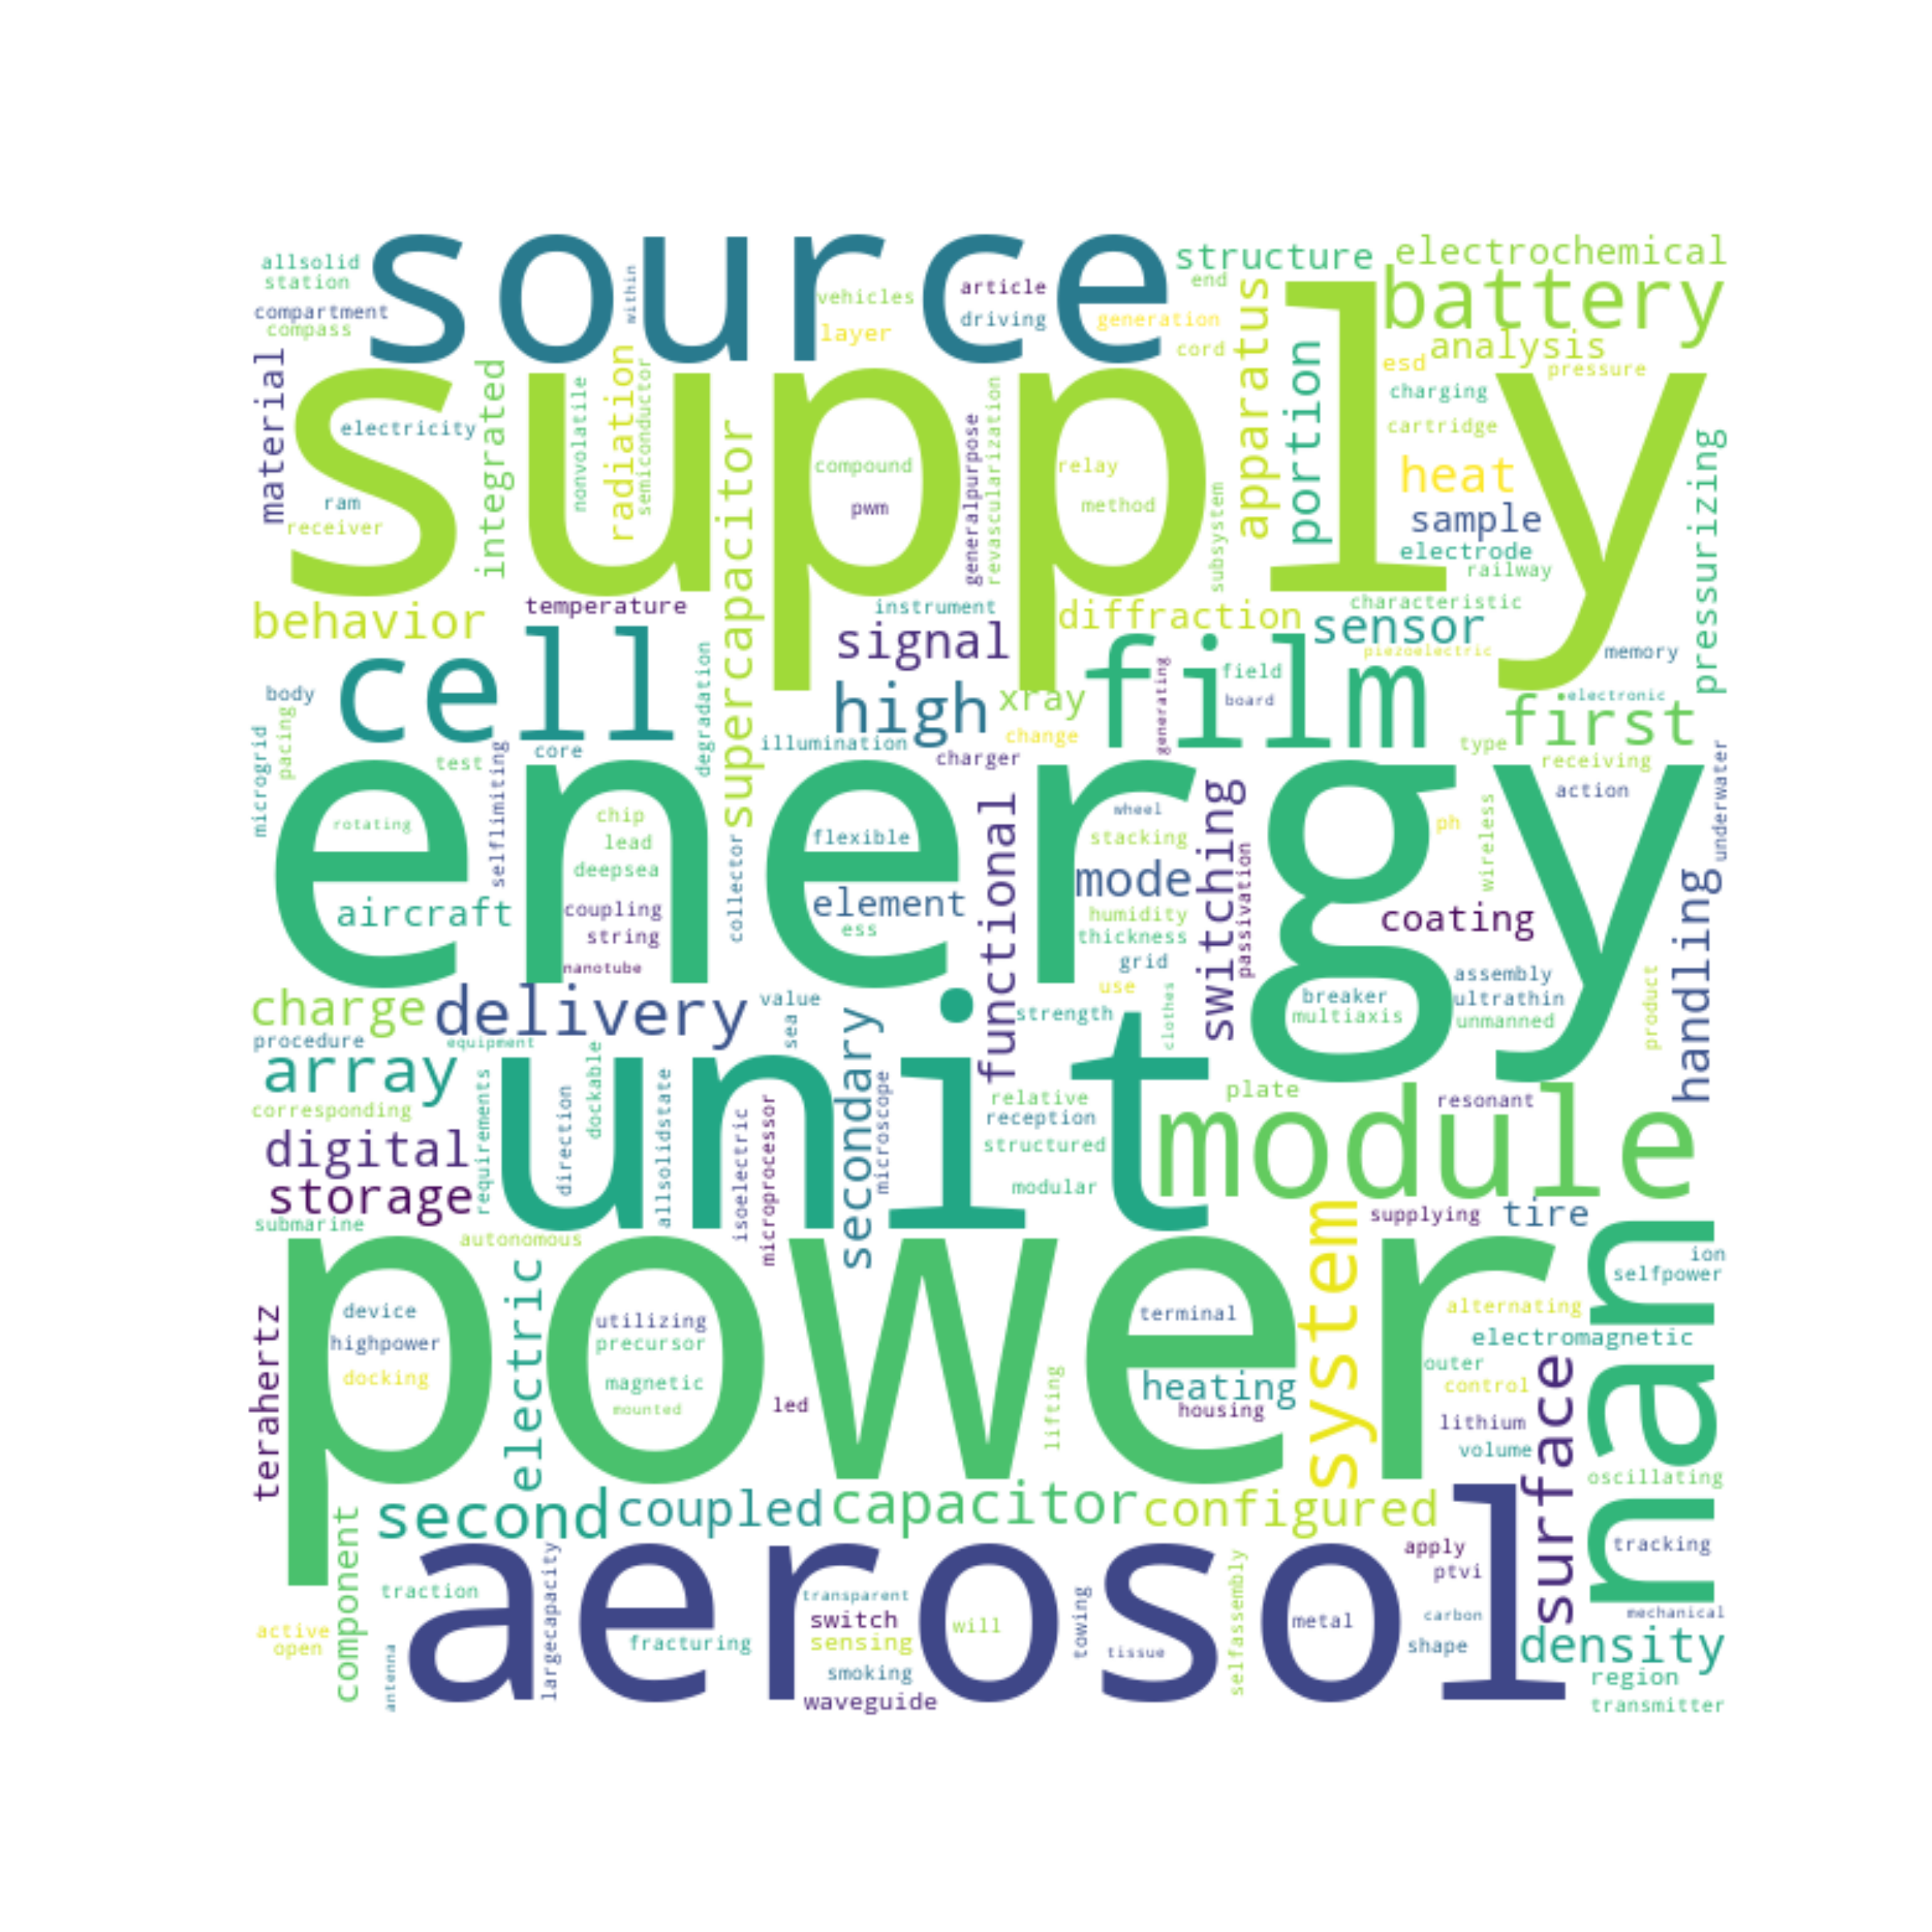 source
allsolid
station
compartment
compass
within
vehicles
layer
article
driving
structure
end
generation
cord
electrochemical
battery
analysis
esd
pressure
charging
cartridge
heat
sample
electrode
railway
pressurizing
supply
material
electricity
ram
receiver
integrated
nonvolatile
radiation
semiconductor
supercapacitor
compound
pwm
generalpurpose
revascularization
relay
method
subsystem
apparatus
portion
behavior
temperature
instrument
signal
diffraction
characteristic
sensor
piezoelectric
memory
cell
body
pacing
microgrid
degradation
high
xray
film
generating
field
board
electronic
first
illumination
change
type
receiving
test
core
selflimiting
charger
action
underwater
energy
rotating
chip
lead
deepsea
coupling
string
nanotube
aircraft
collector
flexible
element
ess
functional
wheel
stacking
mode
humidity
thickness
grid
use
switching
passivation
ph
wireless
coating
handling
assembly
ultrathin
unmanned
breaker
multiaxis
product
charge
delivery
value
sea
secondary
strength
clothes
procedure
equipment
array
corresponding
digital
storage
submarine
requirements
unit
direction
dockable
allsolidstate
isoelectric
microprocessor
microscope
relative
reception
structured
modular
plate
resonant
module
supplying
tire
autonomous
system
man
ion
selfpower
power
terahertz
device
highpower
docking
electric
utilizing
precursor
magnetic
mounted
led
lifting
terminal
heating
housing
alternating
electromagnetic
outer
control
lithium
volume
surface
oscillating
second
coupled
capacitor
configured
component
aerosol
traction
active
open
antenna
largecapacity
fracturing
transparent
switch
sensing
smoking
waveguide
will
towing
tissue
selfassembly
metal
apply
ptvi
carbon
shape
tracking
mechanical
density
region
transmitter